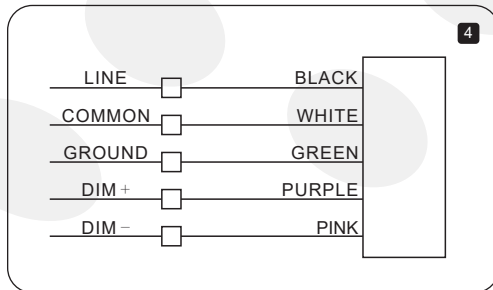 4
LINE BLACK
COMMON WHITE
GROUND GREEN
DIM+ PURPLE
DIM− PINK